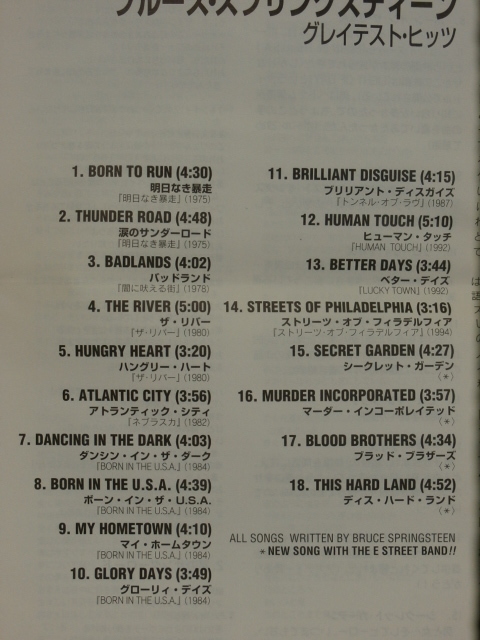 ブルース・スプリングスティーン
グレイテスト・ヒッツ
1. BORN TO RUN (4:30)
明日なき暴走
『明日なき暴走』(1975)
2. THUNDER ROAD (4:48)
涙のサンダーロード
『明日なき暴走』(1975)
3. BADLANDS (4:02)
バッドランド
『闇に吠える街』(1978)
4. THE RIVER (5:00)
ザ・リバー
『ザ・リバー』(1980)
5. HUNGRY HEART (3:20)
ハングリー・ハート
『ザ・リバー』(1980)
6. ATLANTIC CITY (3:56)
アトランティック・シティ
『ネブラスカ』(1982)
7. DANCING IN THE DARK (4:03)
ダンシン・イン・ザ・ダーク
『BORN IN THE U.S.A.』(1984)
8. BORN IN THE U.S.A. (4:39)
ボーン・イン・ザ・U.S.A.
『BORN IN THE U.S.A.』(1984)
9. MY HOMETOWN (4:10)
マイ・ホームタウン
『BORN IN THE U.S.A.』(1984)
10. GLORY DAYS (3:49)
グローリィ・デイズ
『BORN IN THE U.S.A.』(1984)
11. BRILLIANT DISGUISE (4:15)
ブリリアント・ディスガイズ
『トンネル・オブ・ラヴ』(1987)
12. HUMAN TOUCH (5:10)
ヒューマン・タッチ
『HUMAN TOUCH』(1992)
13. BETTER DAYS (3:44)
ベター・デイズ
『LUCKY TOWN』(1992)
14. STREETS OF PHILADELPHIA (3:16)
ストリーツ・オブ・フィラデルフィア
『ストリーツ・オブ・フィラデルフィア』(1994)
15. SECRET GARDEN (4:27)
シークレット・ガーデン
(*)
16. MURDER INCORPORATED (3:57)
マーダー・インコーポレイテッド
(*)
17. BLOOD BROTHERS (4:34)
ブラッド・ブラザーズ
(*)
18. THIS HARD LAND (4:52)
ディス・ハード・ランド
(*)
ALL SONGS WRITTEN BY BRUCE SPRINGSTEEN
* NEW SONG WITH THE E STREET BAND!!